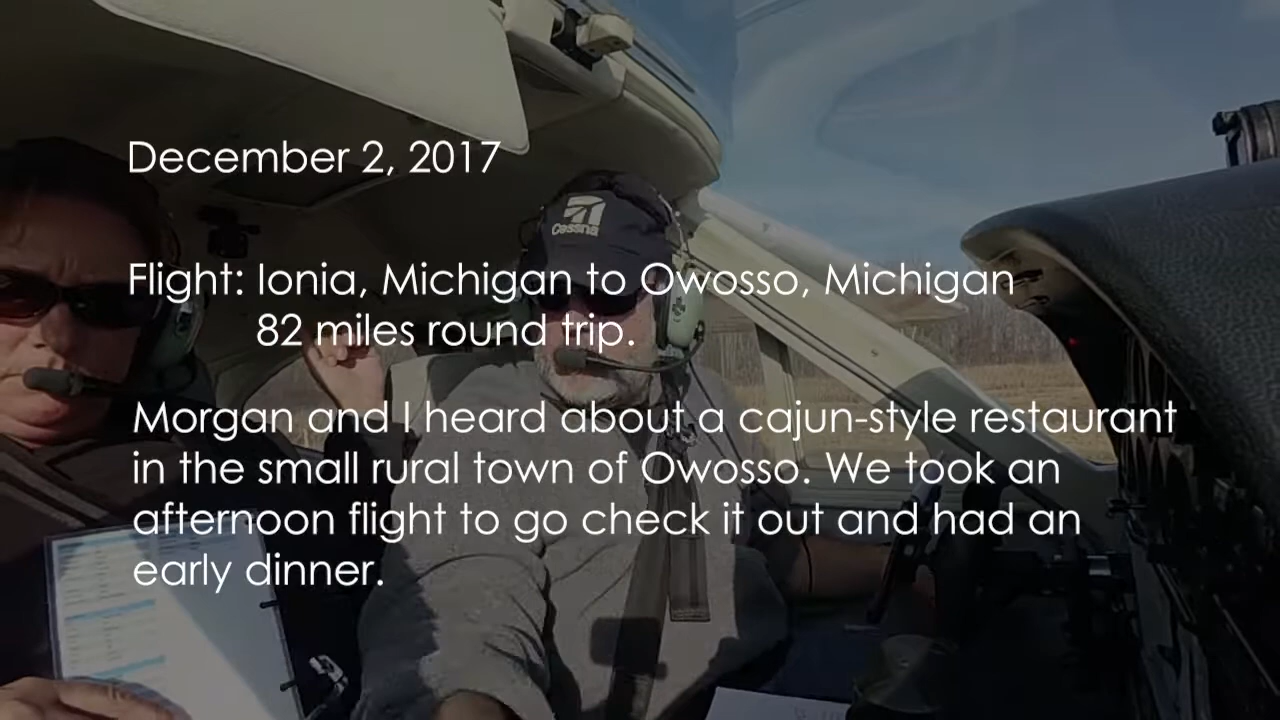 December 2, 2017
Cessna
Flight: Ionia, Michigan to Owosso, Michigan
82 miles round trip.
Morgan and I heard about a cajun-style restaurant
in the small rural town of Owosso. We took an
afternoon flight to go check it out and had an
early dinner.